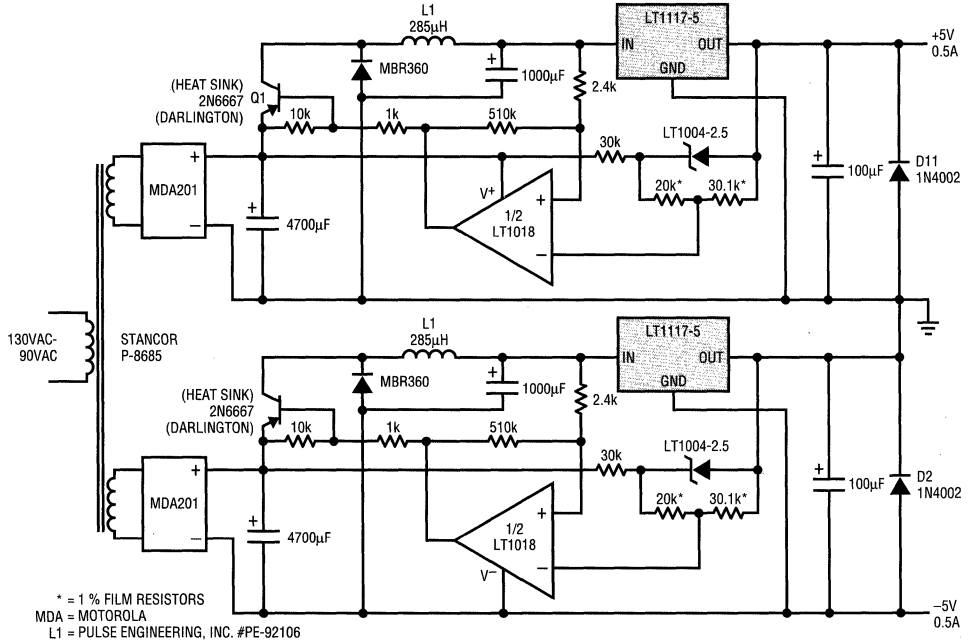 L1
285μH
LT1117-5
IN
OUT
GND
+5V
0.5A
MBR360
+
1000μF
2.4k
(HEAT SINK)
2N6667
(DARLINGTON)
Q1
10k
1k
510k
30k
LT1004-2.5
20k*
30.1k*
+
100μF
D11
1N4002
MDA201
+
−
+
4700μF
V+
1/2
LT1018
+
−
130VAC-
90VAC
STANCOR
P-8685
L1
285μH
LT1117-5
IN
OUT
GND
MBR360
+
1000μF
2.4k
(HEAT SINK)
2N6667
(DARLINGTON)
10k
1k
510k
30k
LT1004-2.5
20k*
30.1k*
+
100μF
D2
1N4002
MDA201
+
−
+
4700μF
1/2
LT1018
V−
+
−
−5V
0.5A
* = 1 % FILM RESISTORS
MDA = MOTOROLA
L1 = PULSE ENGINEERING, INC. #PE-92106